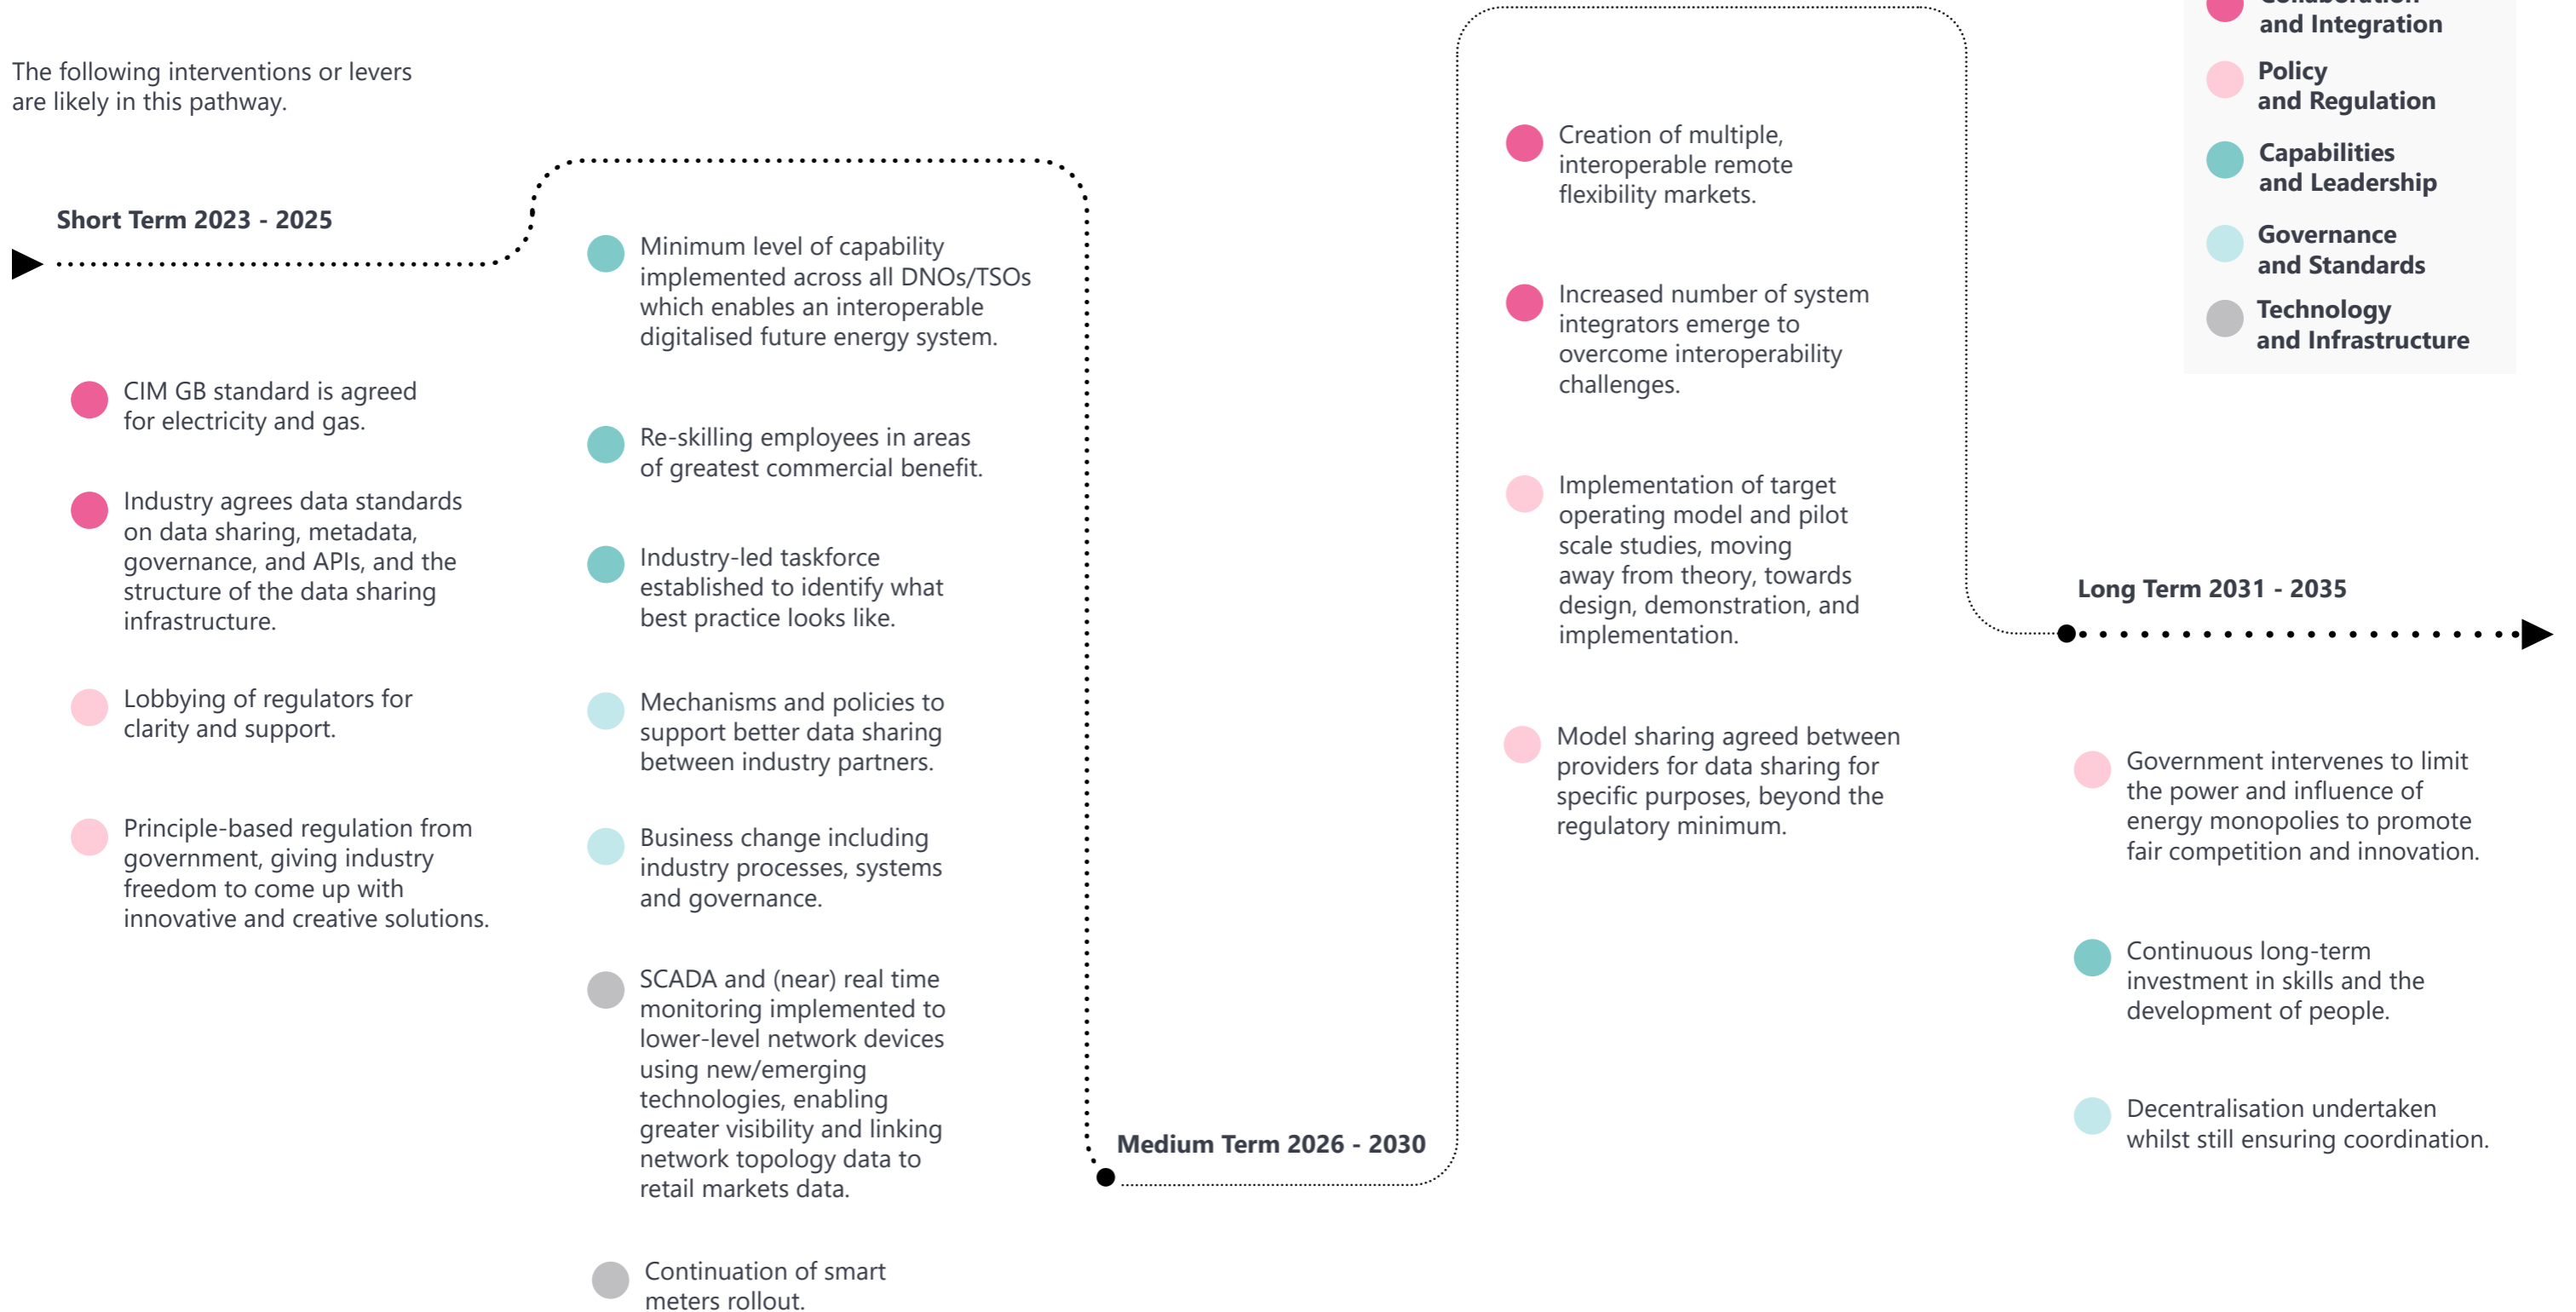 The following interventions or levers
are likely in this pathway.
Short Term 2023 - 2025
CIM GB standard is agreed
for electricity and gas.
Industry agrees data standards
on data sharing, metadata,
governance, and APIs, and the
structure of the data sharing
infrastructure.
Lobbying of regulators for
clarity and support.
Principle-based regulation from
government, giving industry
freedom to come up with
innovative and creative solutions.
Minimum level of capability
implemented across all DNOs/TSOs
which enables an interoperable
digitalised future energy system.
Re-skilling employees in areas
of greatest commercial benefit.
Industry-led taskforce
established to identify what
best practice looks like.
Mechanisms and policies to
support better data sharing
between industry partners.
Business change including
industry processes, systems
and governance.
SCADA and (near) real time
monitoring implemented to
lower-level network devices
using new/emerging
technologies, enabling
greater visibility and linking
network topology data to
retail markets data.
Continuation of smart
meters rollout.
Medium Term 2026 - 2030
Creation of multiple,
interoperable remote
flexibility markets.
Increased number of system
integrators emerge to
overcome interoperability
challenges.
Implementation of target
operating model and pilot
scale studies, moving
away from theory, towards
design, demonstration, and
implementation.
Model sharing agreed between
providers for data sharing for
specific purposes, beyond the
regulatory minimum.
Long Term 2031 - 2035
Government intervenes to limit
the power and influence of
energy monopolies to promote
fair competition and innovation.
Continuous long-term
investment in skills and the
development of people.
Decentralisation undertaken
whilst still ensuring coordination.
Collaboration
and Integration
Policy
and Regulation
Capabilities
and Leadership
Governance
and Standards
Technology
and Infrastructure